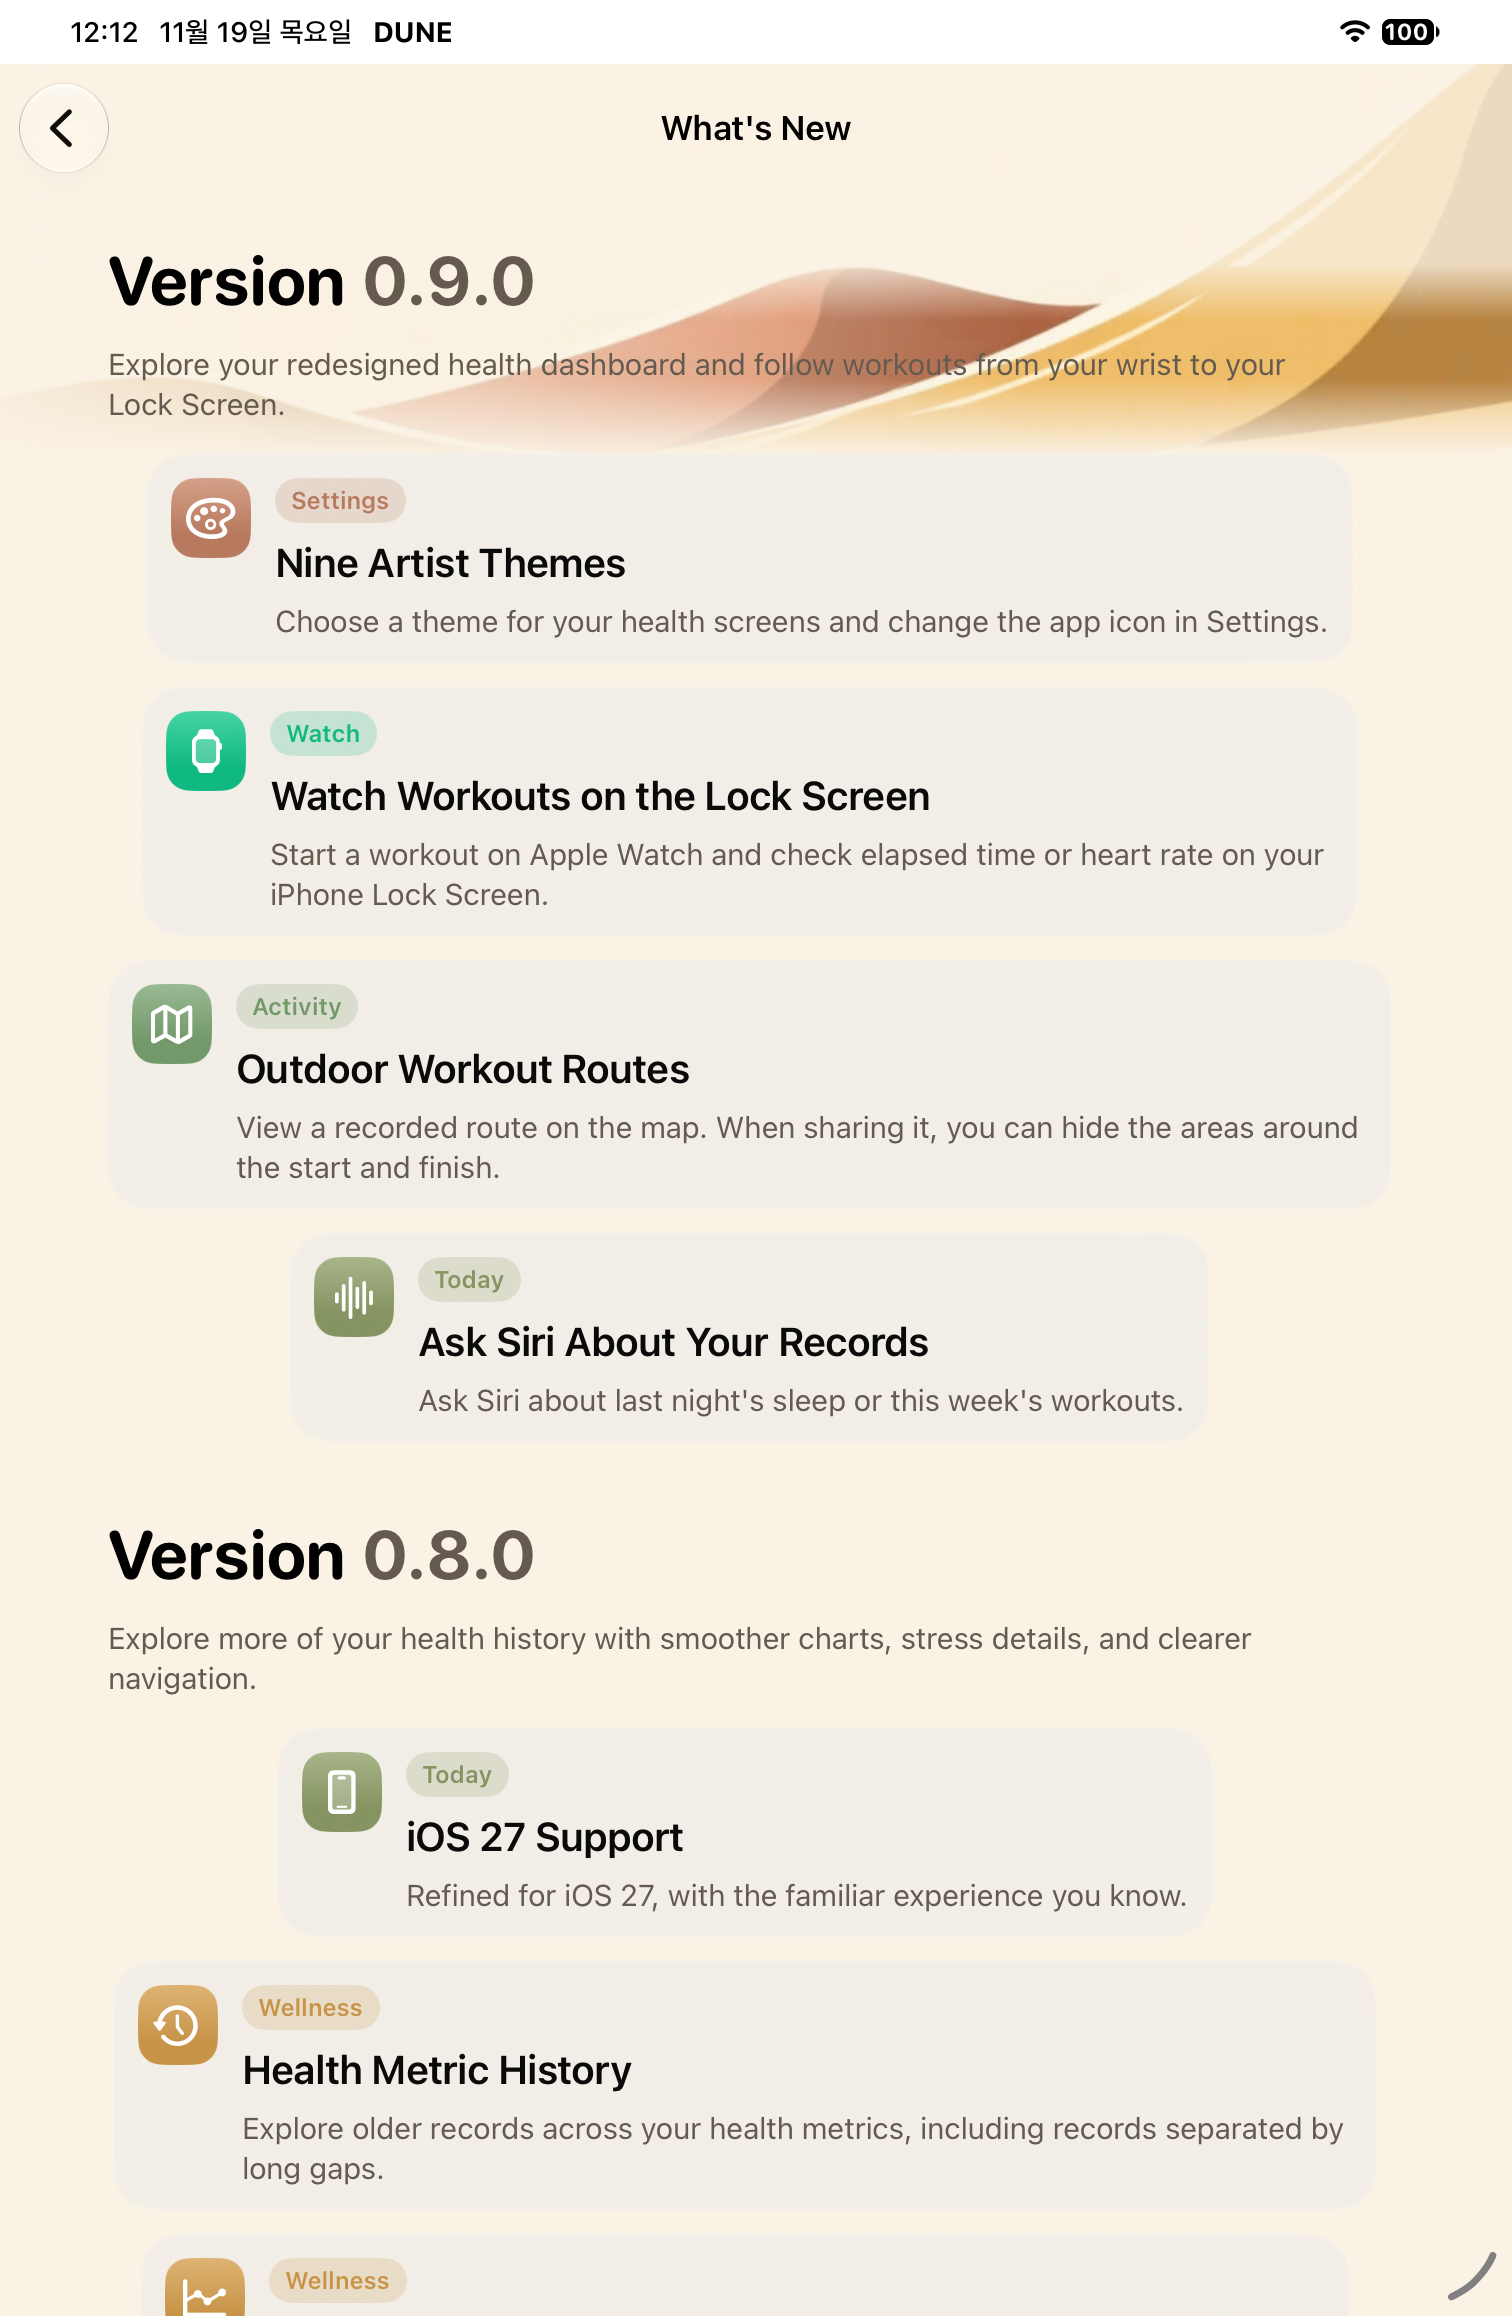 12:12 11월 19일 목요일 DUNE
100
What's New
Version 0.9.0
Explore your redesigned health dashboard and follow workouts from your wrist to your
Lock Screen.
Settings
Nine Artist Themes
Choose a theme for your health screens and change the app icon in Settings.
Watch
Watch Workouts on the Lock Screen
Start a workout on Apple Watch and check elapsed time or heart rate on your
iPhone Lock Screen.
Activity
Outdoor Workout Routes
View a recorded route on the map. When sharing it, you can hide the areas around
the start and finish.
Today
Ask Siri About Your Records
Ask Siri about last night's sleep or this week's workouts.
Version 0.8.0
Explore more of your health history with smoother charts, stress details, and clearer
navigation.
Today
iOS 27 Support
Refined for iOS 27, with the familiar experience you know.
Wellness
Health Metric History
Explore older records across your health metrics, including records separated by
long gaps.
Wellness